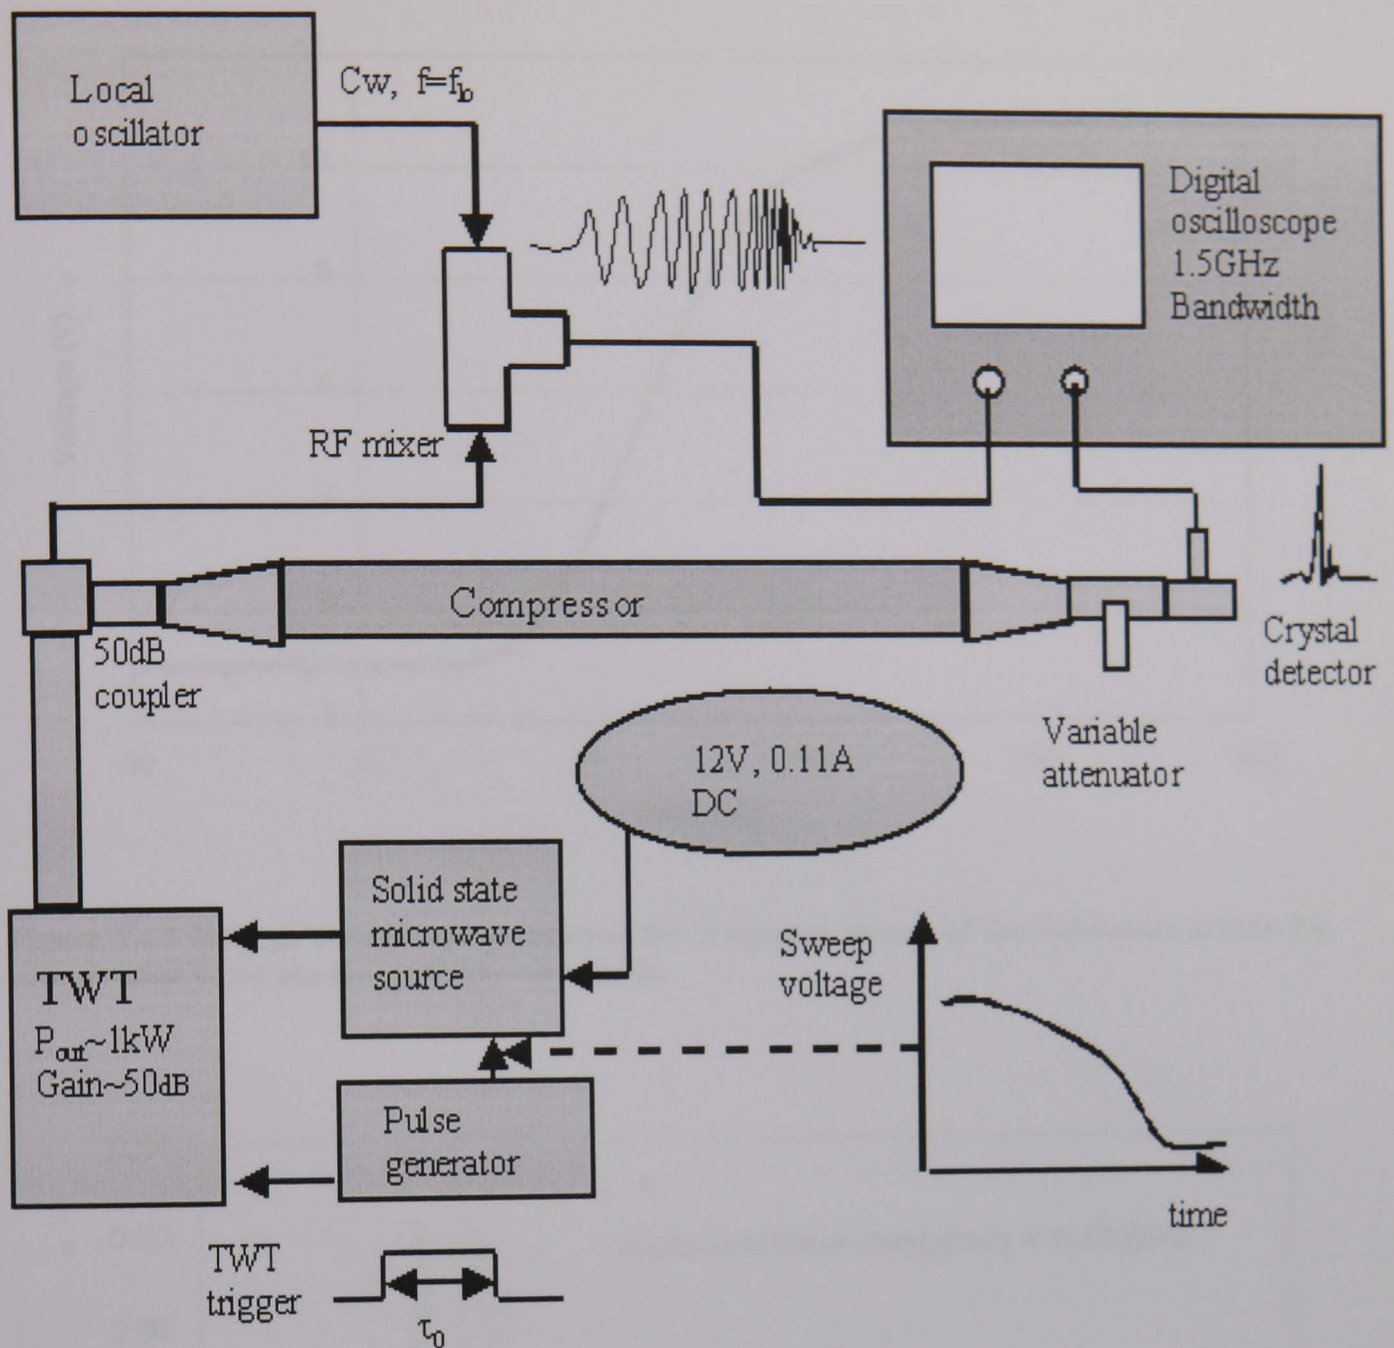 Local
oscillator
Cw, f=f_lo
Digital
oscilloscope
1.5GHz
Bandwidth
RF mixer
Compressor
50dB
coupler
Crystal
detector
Variable
attenuator
12V, 0.11A
DC
Solid state
microwave
source
Sweep
voltage
TWT
P_out~1kW
Gain~50dB
Pulse
generator
time
TWT
trigger
τ_0